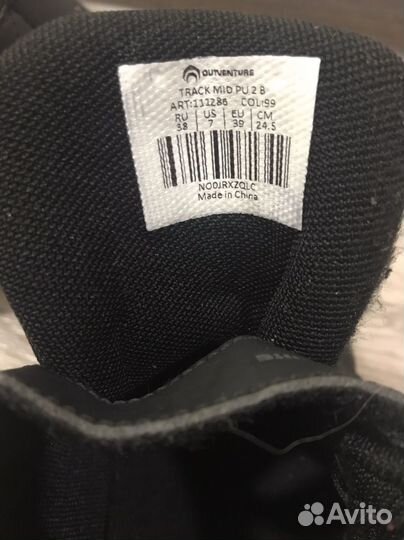 OUTVENTURE
TRACK MID PU 2 B
ART:111286 COL:99
RU US EU CM
38 7 39 24.5
NO0JRXZQLC
Made in China
Avito